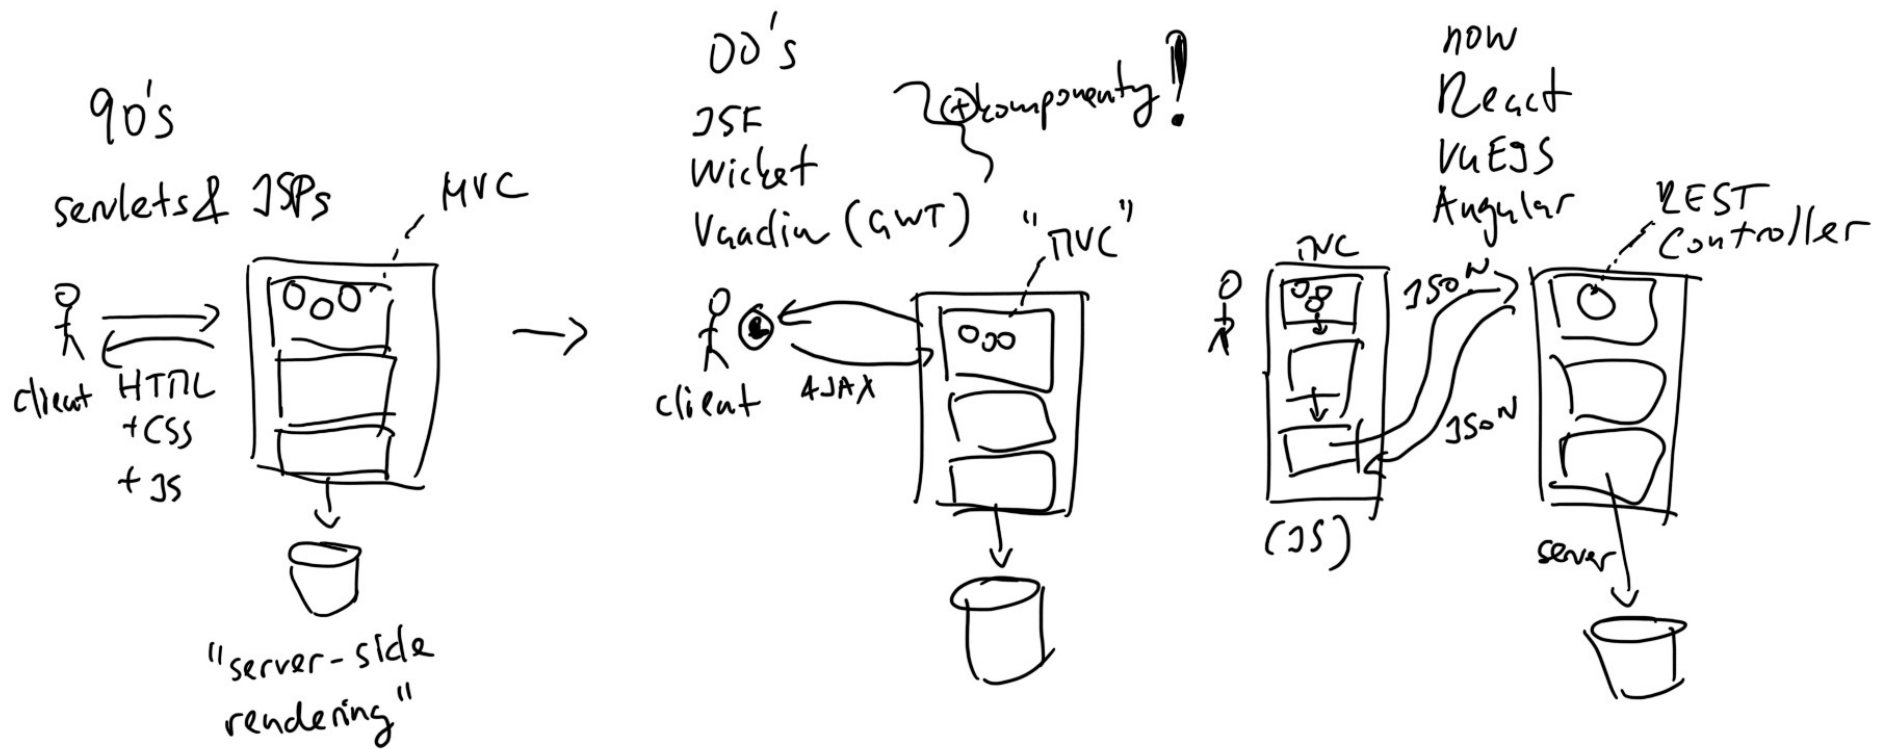 90's
servlets & JSPs
MVC
client
HTML
+CSS
+JS
"server-side
rendering"
00's
JSF
Wicket
Vaadin (GWT)
+ komponenty!
"MVC"
client
AJAX
now
React
VUEJS
Angular
REST
Controller
MVC
JSON
JSON
(JS)
server